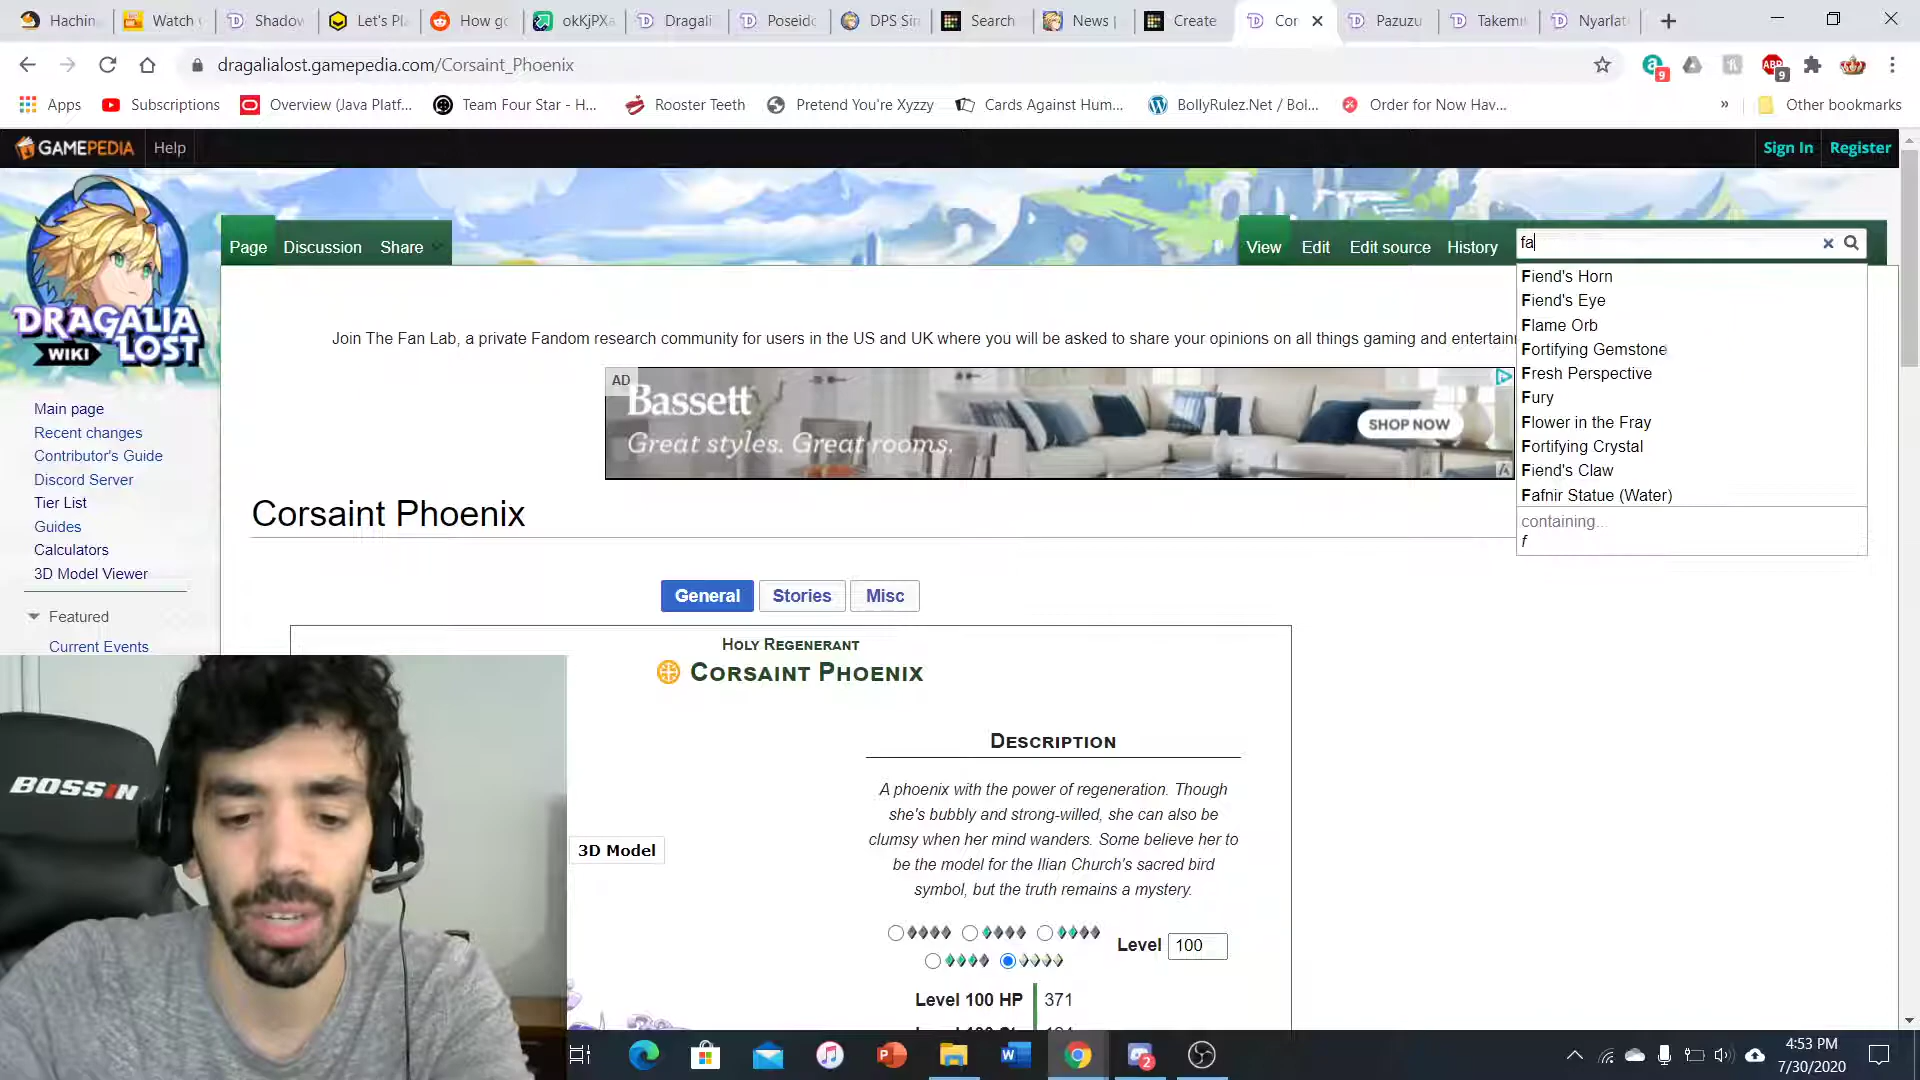 Hachin
Watch
Shadov
Let's Pla
How go
okKjPXa
Dragali
Poseido
DPS Sim
Search
News |
Create
Cor
Pazuzu
Takemi
Nyarlat
dragalialost.gamepedia.com/Corsaint_Phoenix
9
ABP
9
Apps
Subscriptions
Overview (Java Platf...
Team Four Star - H...
Rooster Teeth
Pretend You're Xyzzy
Cards Against Hum...
BollyRulez.Net / Bol...
Order for Now Hav...
»
Other bookmarks
GAMEPEDIA
Help
Sign In
Register
DRAGALIA
LOST
WIKI
Page
Discussion
Share
View
Edit
Edit source
History
fa
Fiend's Horn
Fiend's Eye
Flame Orb
Fortifying Gemstone
Fresh Perspective
Fury
Flower in the Fray
Fortifying Crystal
Fiend's Claw
Fafnir Statue (Water)
containing...
f
Join The Fan Lab, a private Fandom research community for users in the US and UK where you will be asked to share your opinions on all things gaming and entertain
AD
Bassett
Great styles. Great rooms.
SHOP NOW
Main page
Recent changes
Contributor's Guide
Discord Server
Tier List
Guides
Calculators
3D Model Viewer
Featured
Current Events
Corsaint Phoenix
General
Stories
Misc
HOLY REGENERANT
CORSAINT PHOENIX
DESCRIPTION
A phoenix with the power of regeneration. Though
she's bubbly and strong-willed, she can also be
clumsy when her mind wanders. Some believe her to
be the model for the Ilian Church's sacred bird
symbol, but the truth remains a mystery.
3D Model
Level 100
Level 100 HP 371
BOSSIN
2
4:53 PM
7/30/2020